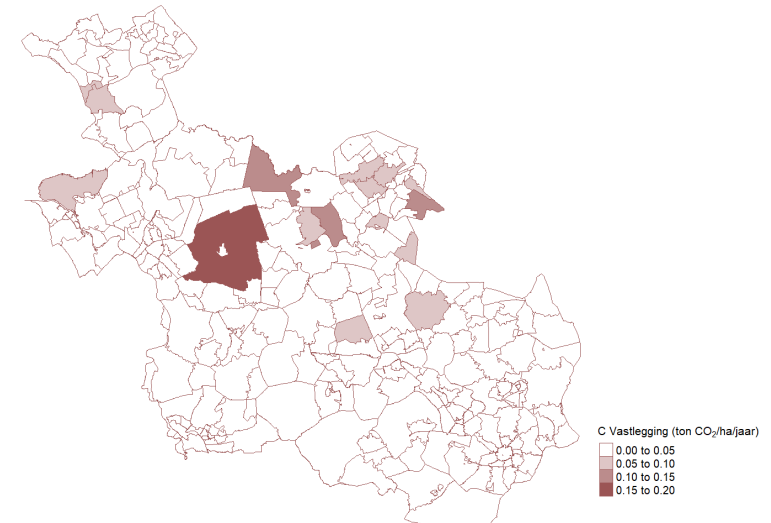 C Vastlegging (ton CO₂/ha/jaar)
0.00 to 0.05
0.05 to 0.10
0.10 to 0.15
0.15 to 0.20